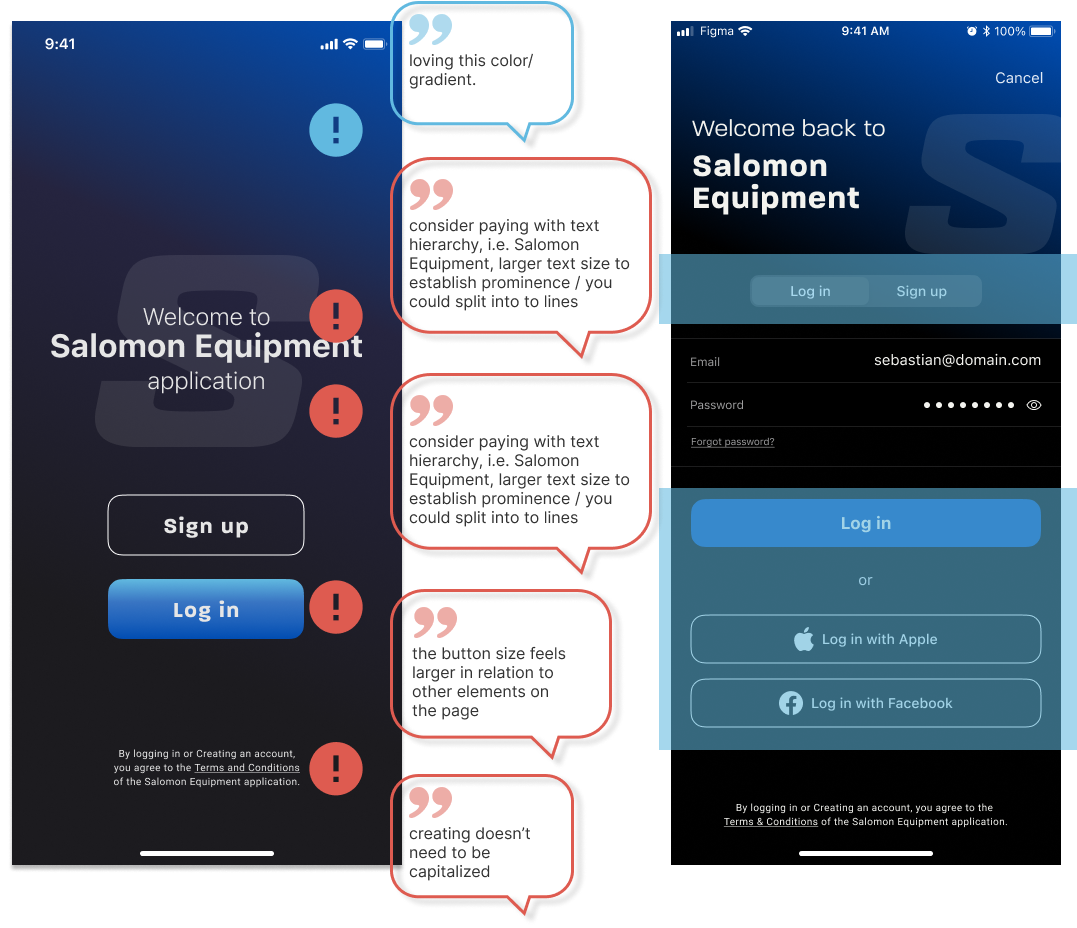 9:41
Welcome to
Salomon Equipment
application
Sign up
Log in
By logging in or Creating an account,
you agree to the Terms and Conditions
of the Salomon Equipment application.
!
!
!
!
!
S
”
loving this color/
gradient.
”
consider paying with text
hierarchy, i.e. Salomon
Equipment, larger text size to
establish prominence / you
could split into to lines
”
consider paying with text
hierarchy, i.e. Salomon
Equipment, larger text size to
establish prominence / you
could split into to lines
”
the button size feels
larger in relation to
other elements on
the page
”
creating doesn’t
need to be
capitalized
Figma 9:41 AM 100%
Cancel
Welcome back to
Salomon
Equipment
S
Log in Sign up
Email sebastian@domain.com
Password ••••••••
Forgot password?
Log in
or
Log in with Apple
Log in with Facebook
By logging in or Creating an account, you agree to the
Terms & Conditions of the Salomon Equipment application.